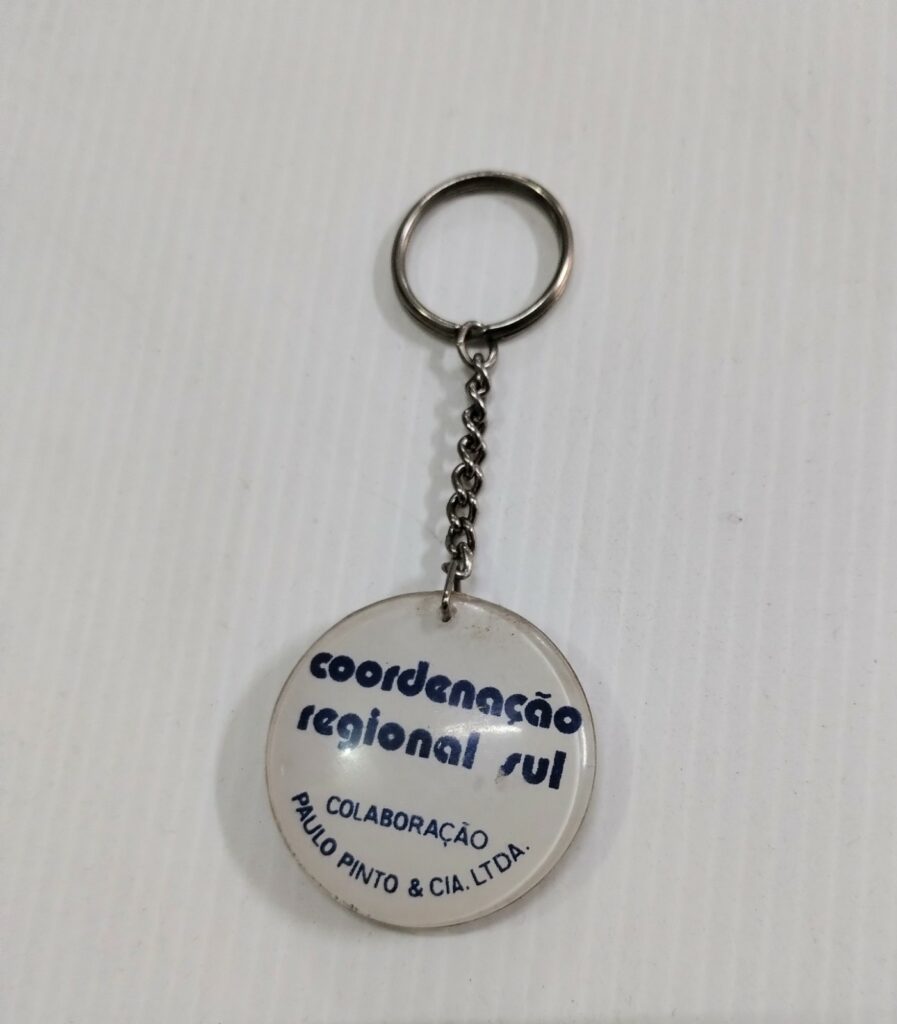 coordenação
regional sul
COLABORAÇÃO
PAULO PINTO & CIA. LTDA.